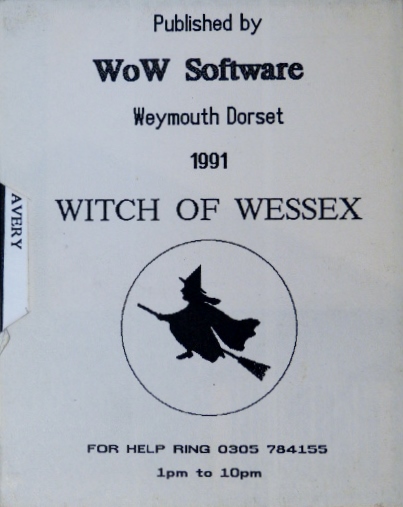 Published by
WoW Software
Weymouth Dorset
1991
WITCH OF WESSEX
AVERY
FOR HELP RING 0305 784155
1pm to 10pm